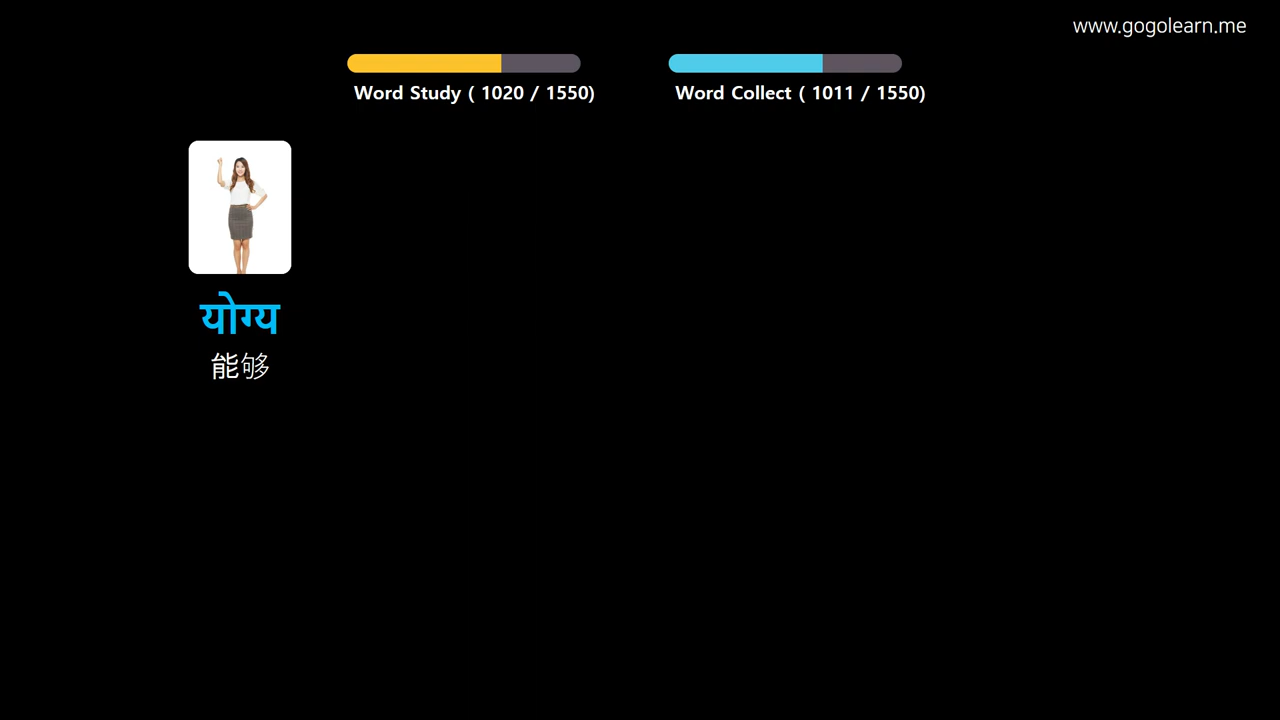 www.gogolearn.me
Word Study ( 1020 / 1550)
Word Collect ( 1011 / 1550)
योग्य
能够